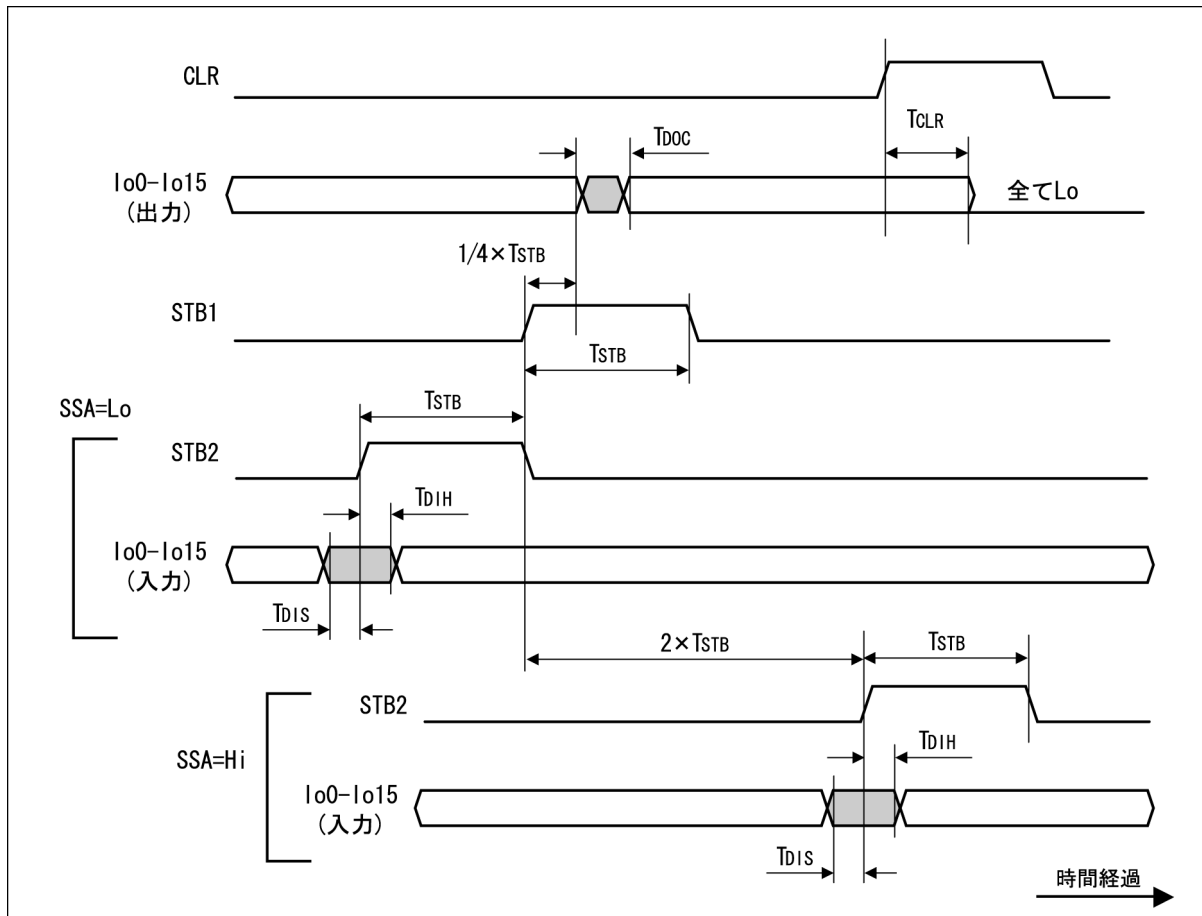 CLR
TCLR
TDOC
Io0-Io15
(出力)
全てLo
1/4×TSTB
STB1
TSTB
SSA=Lo
TSTB
STB2
TDIH
Io0-Io15
(入力)
TDIS
2×TSTB
TSTB
STB2
SSA=Hi
TDIH
Io0-Io15
(入力)
TDIS
時間経過